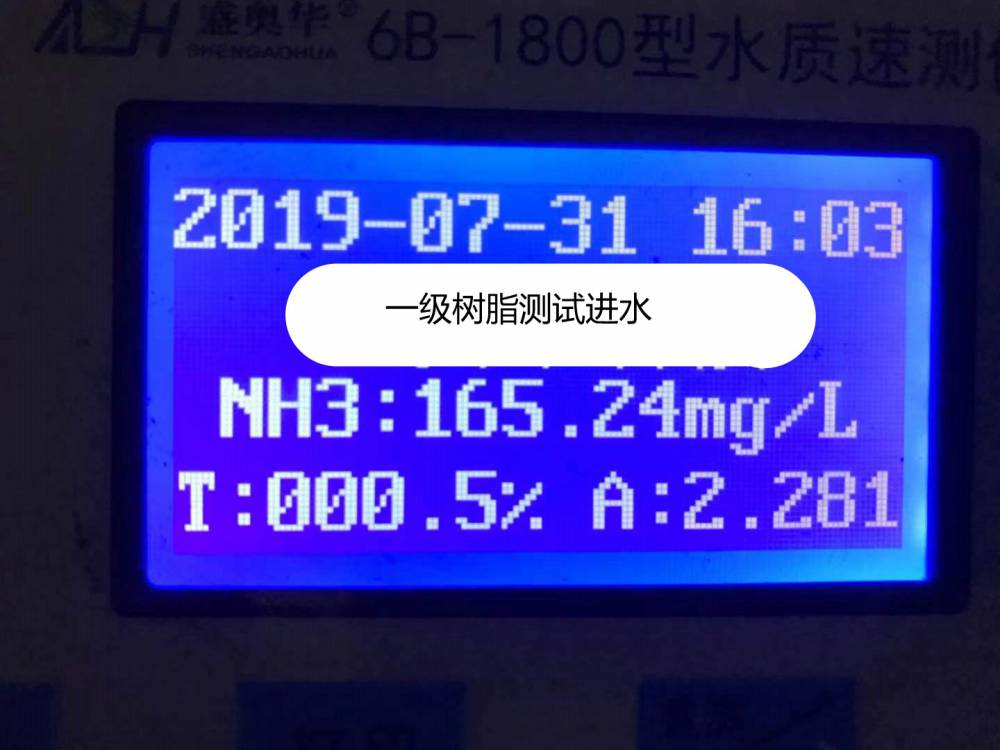 盛奥华®
SHENGAOHUA
6B-1800型水质速测
2019-07-31 16:03
一级树脂测试进水
NH3:165.24mg/L
T:000.5% A:2.281